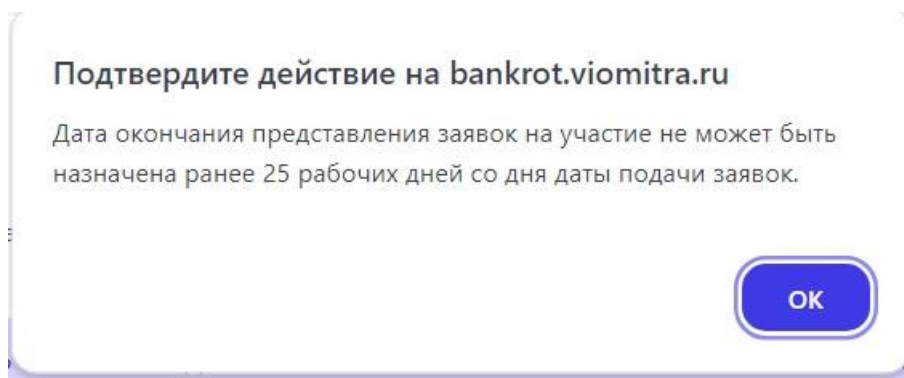 Подтвердите действие на bankrot.viomitra.ru
Дата окончания представления заявок на участие не может быть
назначена ранее 25 рабочих дней со дня даты подачи заявок.
ОК